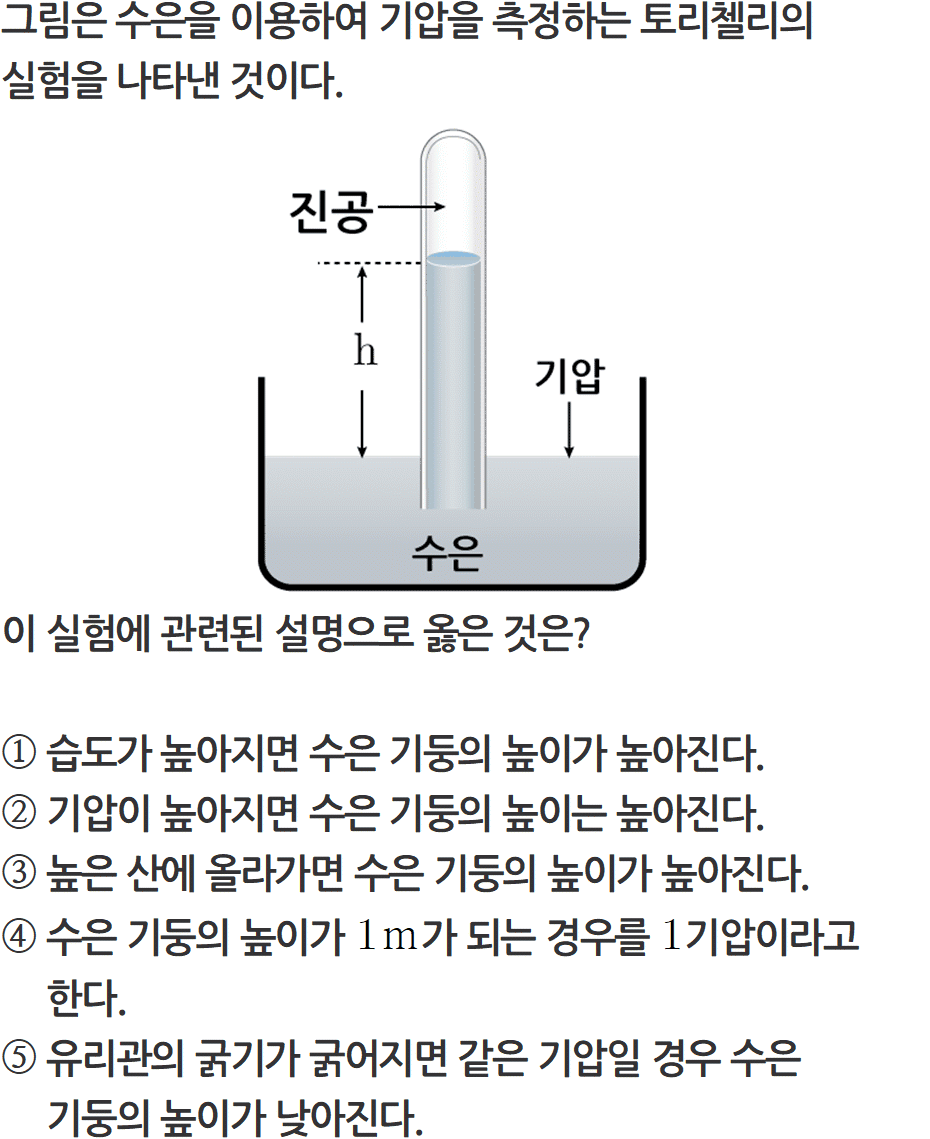 그림은 수은을 이용하여 기압을 측정하는 토리첼리의
실험을 나타낸 것이다.
진공
h
기압
수은
이 실험에 관련된 설명으로 옳은 것은?
① 습도가 높아지면 수은 기둥의 높이가 높아진다.
② 기압이 높아지면 수은 기둥의 높이는 높아진다.
③ 높은 산에 올라가면 수은 기둥의 높이가 높아진다.
④ 수은 기둥의 높이가 1m가 되는 경우를 1기압이라고
한다.
⑤ 유리관의 굵기가 굵어지면 같은 기압일 경우 수은
기둥의 높이가 낮아진다.